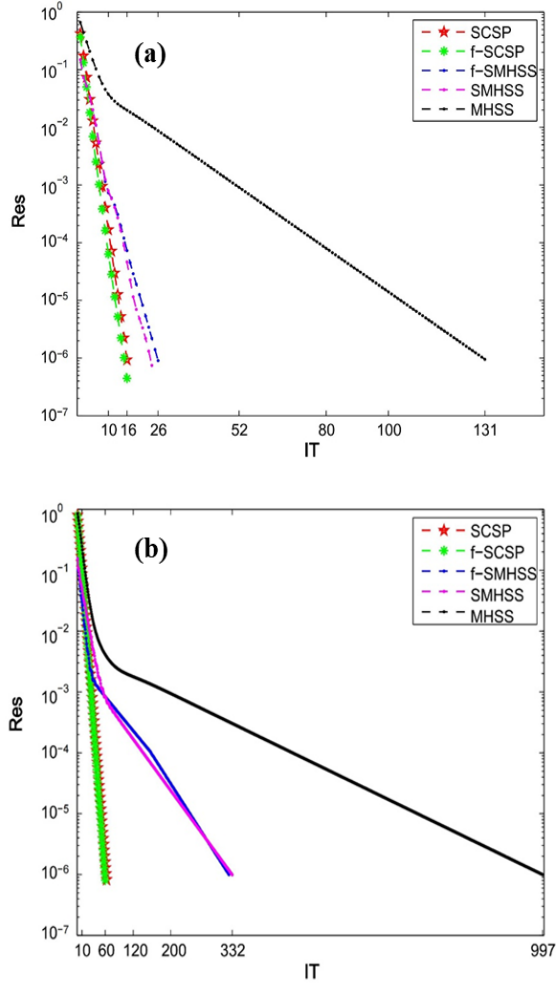 (a)
SCSP
f-SCSP
f-SMHSS
SMHSS
MHSS
Res
10^0
10^-1
10^-2
10^-3
10^-4
10^-5
10^-6
10^-7
10 16 26 52 80 100 131
IT
(b)
SCSP
f-SCSP
f-SMHSS
SMHSS
MHSS
Res
10^0
10^-1
10^-2
10^-3
10^-4
10^-5
10^-6
10^-7
10 60 120 200 332 997
IT